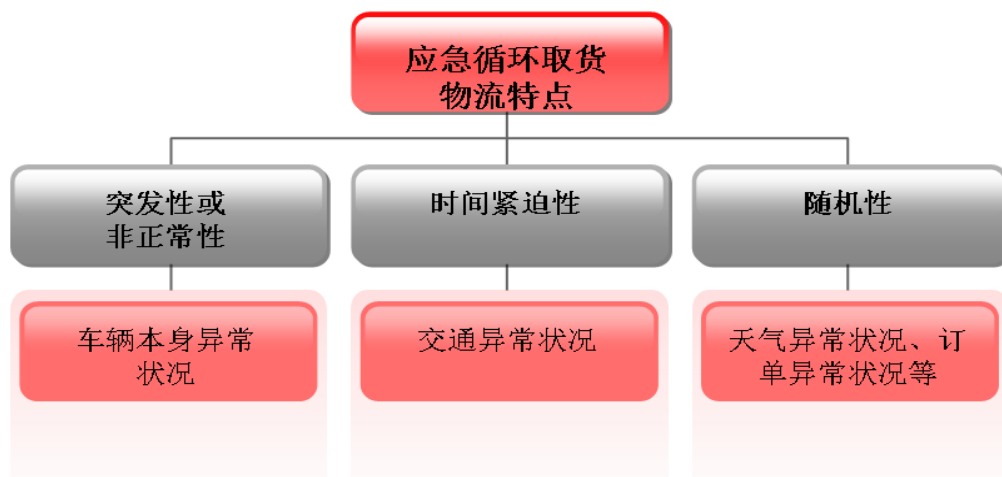 应急循环取货
物流特点
突发性或
非正常性
时间紧迫性
随机性
车辆本身异常
状况
交通异常状况
天气异常状况、订
单异常状况等